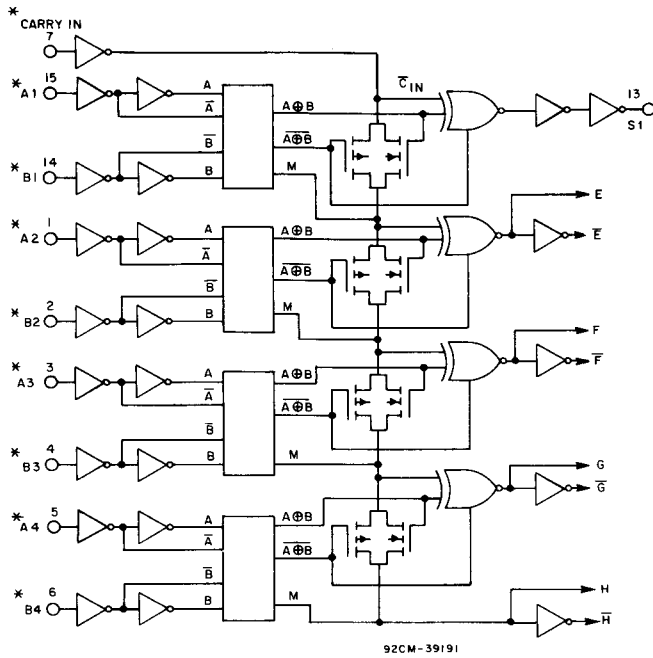 *
CARRY IN
7
15
* A1
A
A̅
B̅
14
* B1
B
A⊕B
A̅⊕̅B̅
M
C̅IN
13
S1
1
* A2
A
A̅
B̅
2
* B2
B
A⊕B
A̅⊕̅B̅
M
E
E̅
3
* A3
A
A̅
B̅
4
* B3
B
A⊕B
A̅⊕̅B̅
M
F
F̅
5
* A4
A
A̅
B̅
6
* B4
B
A⊕B
A̅⊕̅B̅
M
G
G̅
H
H̅
92CM-39191